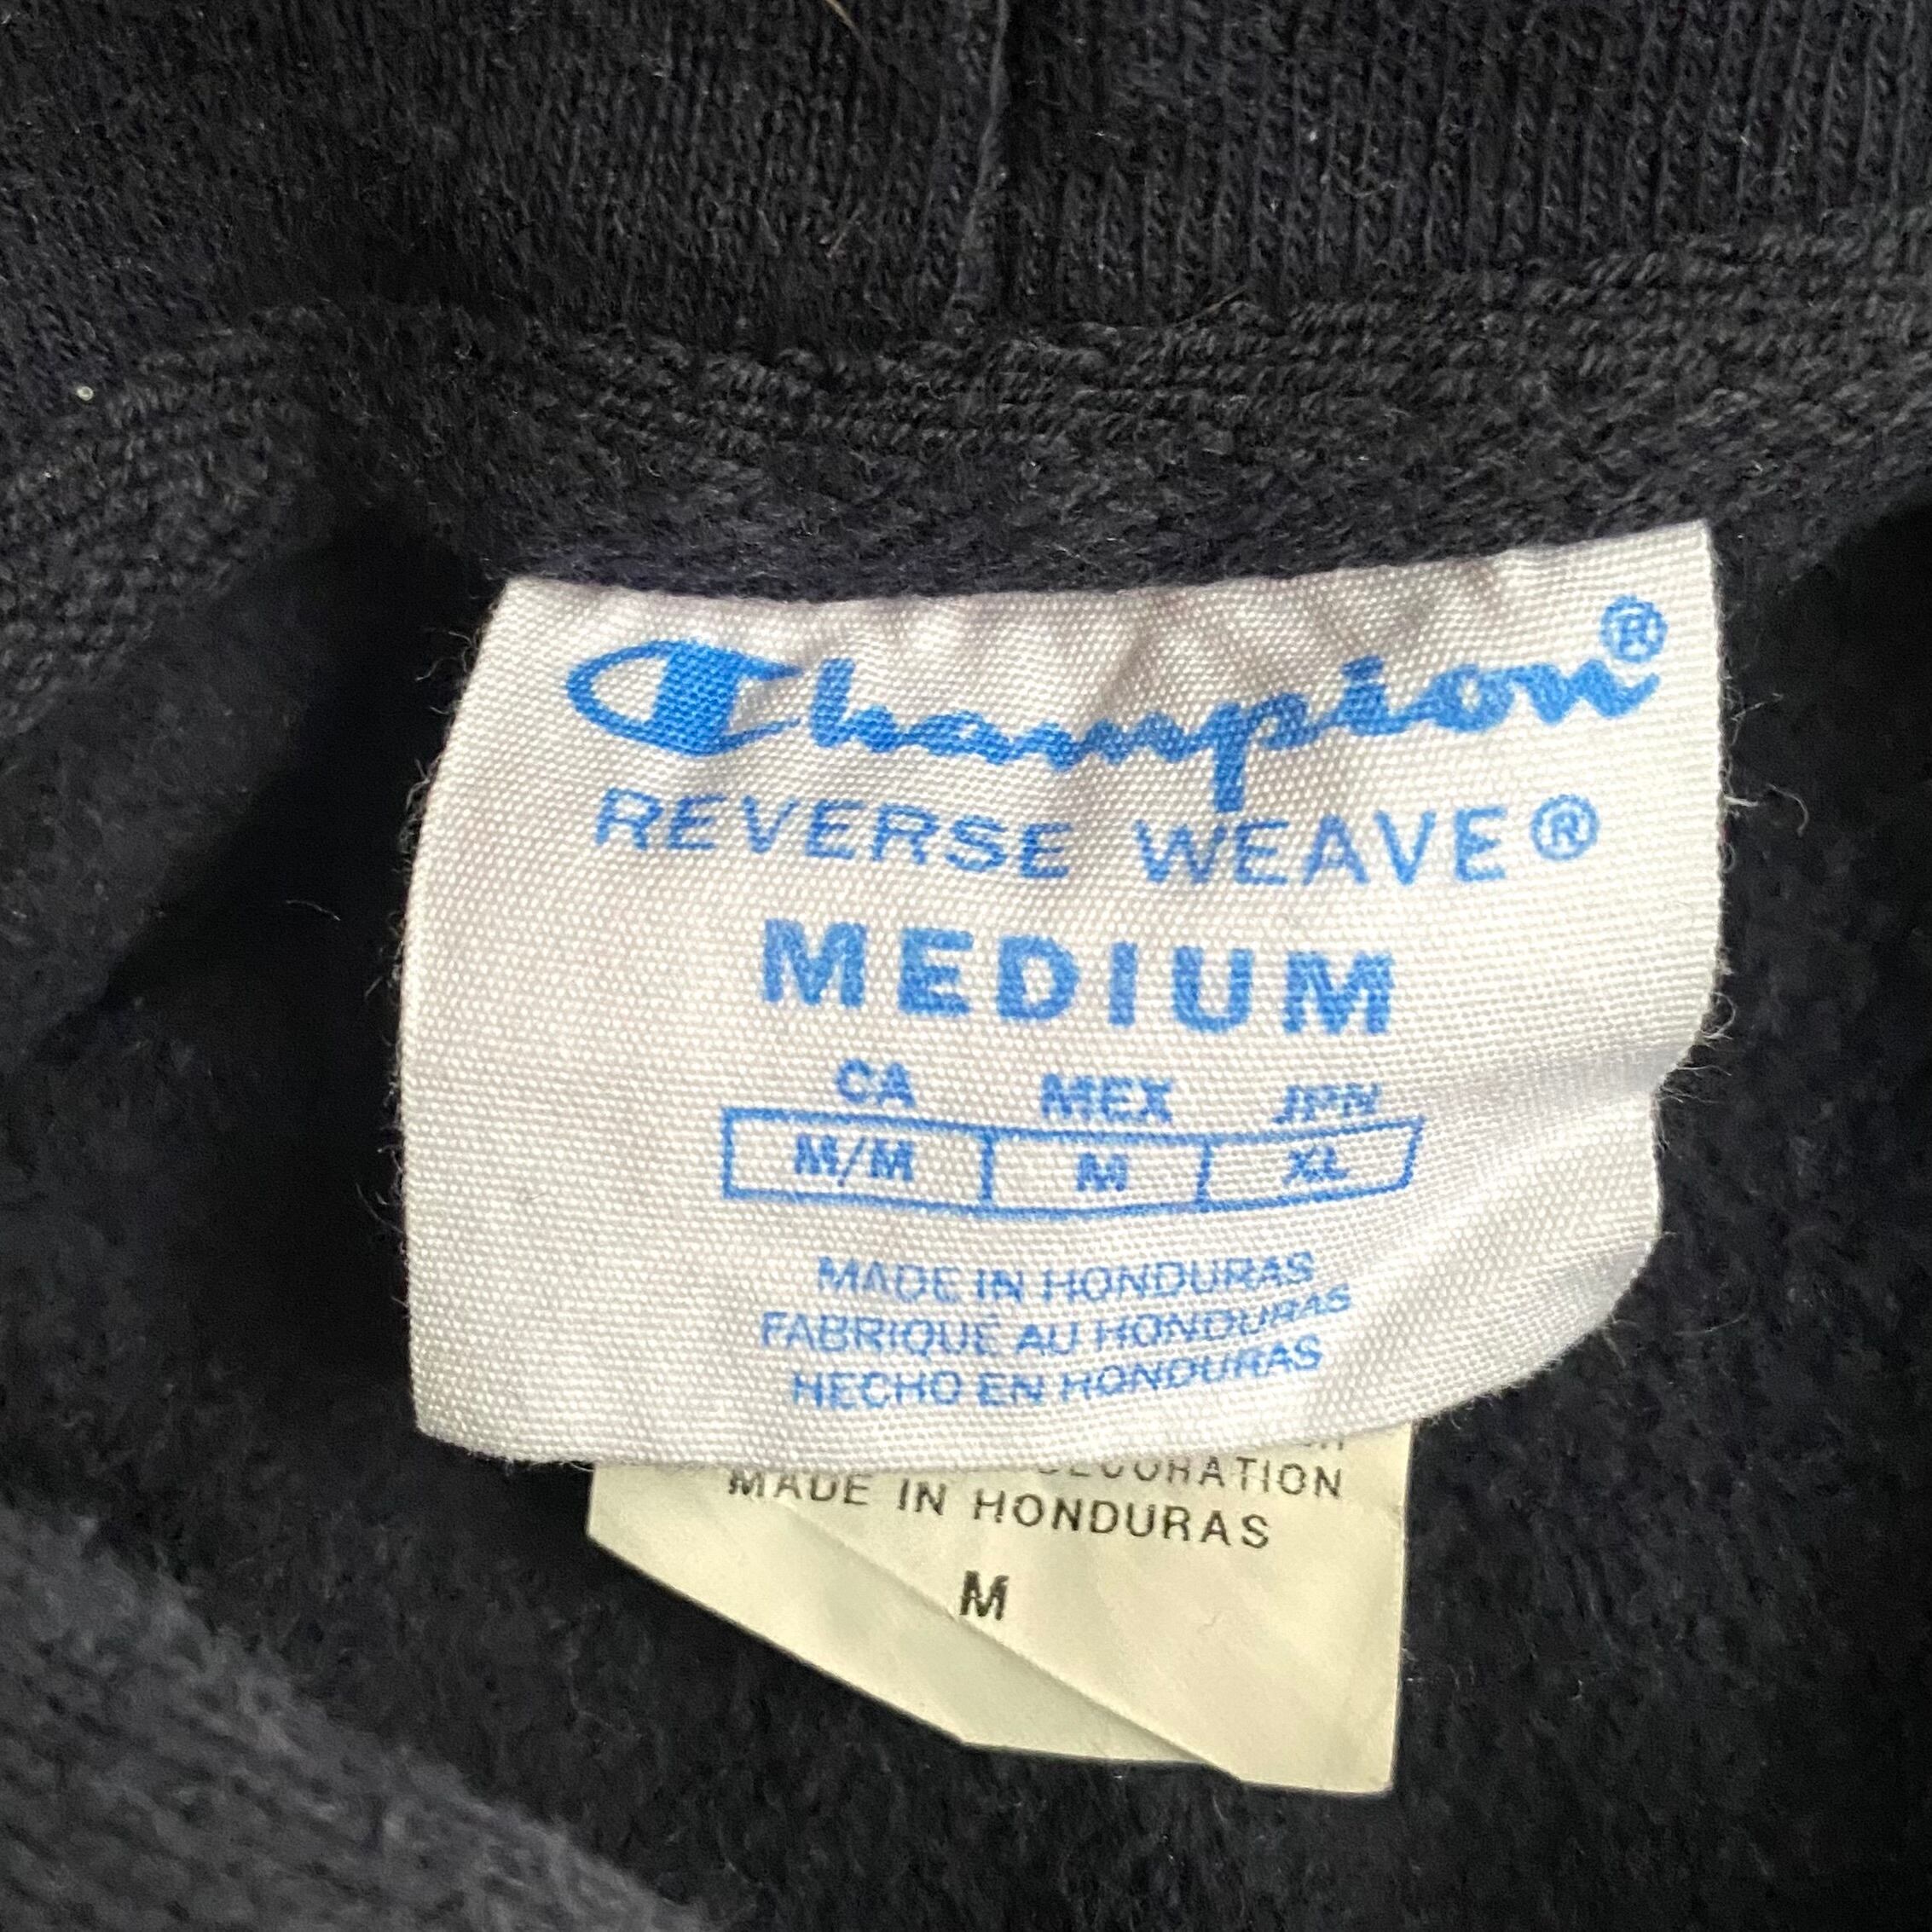 Champion®
REVERSE WEAVE®
MEDIUM
CA MEX JPN
M/M M XL
MADE IN HONDURAS
FABRIQUÉ AU HONDURAS
HECHO EN HONDURAS
DECORATION
MADE IN HONDURAS
M